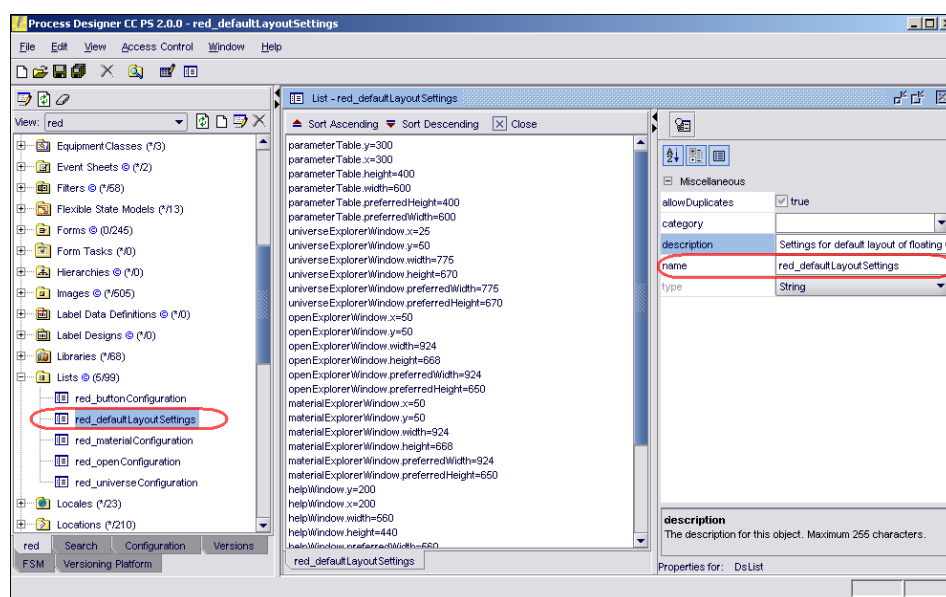 Process Designer CC PS 2.0.0 - red_defaultLayoutSettings
File Edit View Access Control Window Help
View: red
EquipmentClasses (*/3)
Event Sheets © (*/2)
Filters © (*/58)
Flexible State Models (*/13)
Forms © (0/245)
Form Tasks (*/0)
Hierarchies © (*/0)
Images © (*/505)
Label Data Definitions © (*/0)
Label Designs © (*/0)
Libraries (*/68)
Lists © (5/99)
red_buttonConfiguration
red_defaultLayoutSettings
red_materialConfiguration
red_openConfiguration
red_universeConfiguration
Locales (*/23)
Locations (*/210)
red Search Configuration Versions
FSM Versioning Platform
List - red_defaultLayoutSettings
Sort Ascending Sort Descending Close
parameterTable.y=300
parameterTable.x=300
parameterTable.height=400
parameterTable.width=600
parameterTable.preferredHeight=400
parameterTable.preferredWidth=600
universeExplorerWindow.x=25
universeExplorerWindow.y=50
universeExplorerWindow.width=775
universeExplorerWindow.height=670
universeExplorerWindow.preferredWidth=775
universeExplorerWindow.preferredHeight=670
openExplorerWindow.x=50
openExplorerWindow.y=50
openExplorerWindow.width=924
openExplorerWindow.height=668
openExplorerWindow.preferredWidth=924
openExplorerWindow.preferredHeight=650
materialExplorerWindow.x=50
materialExplorerWindow.y=50
materialExplorerWindow.width=924
materialExplorerWindow.height=668
materialExplorerWindow.preferredWidth=924
materialExplorerWindow.preferredHeight=650
helpWindow.y=200
helpWindow.x=200
helpWindow.width=560
helpWindow.height=440
helpWindow.preferredWidth=560
red_defaultLayoutSettings
Miscellaneous
allowDuplicates true
category
description Settings for default layout of floating
name red_defaultLayoutSettings
type String
description
The description for this object. Maximum 255 characters.
Properties for: DsList